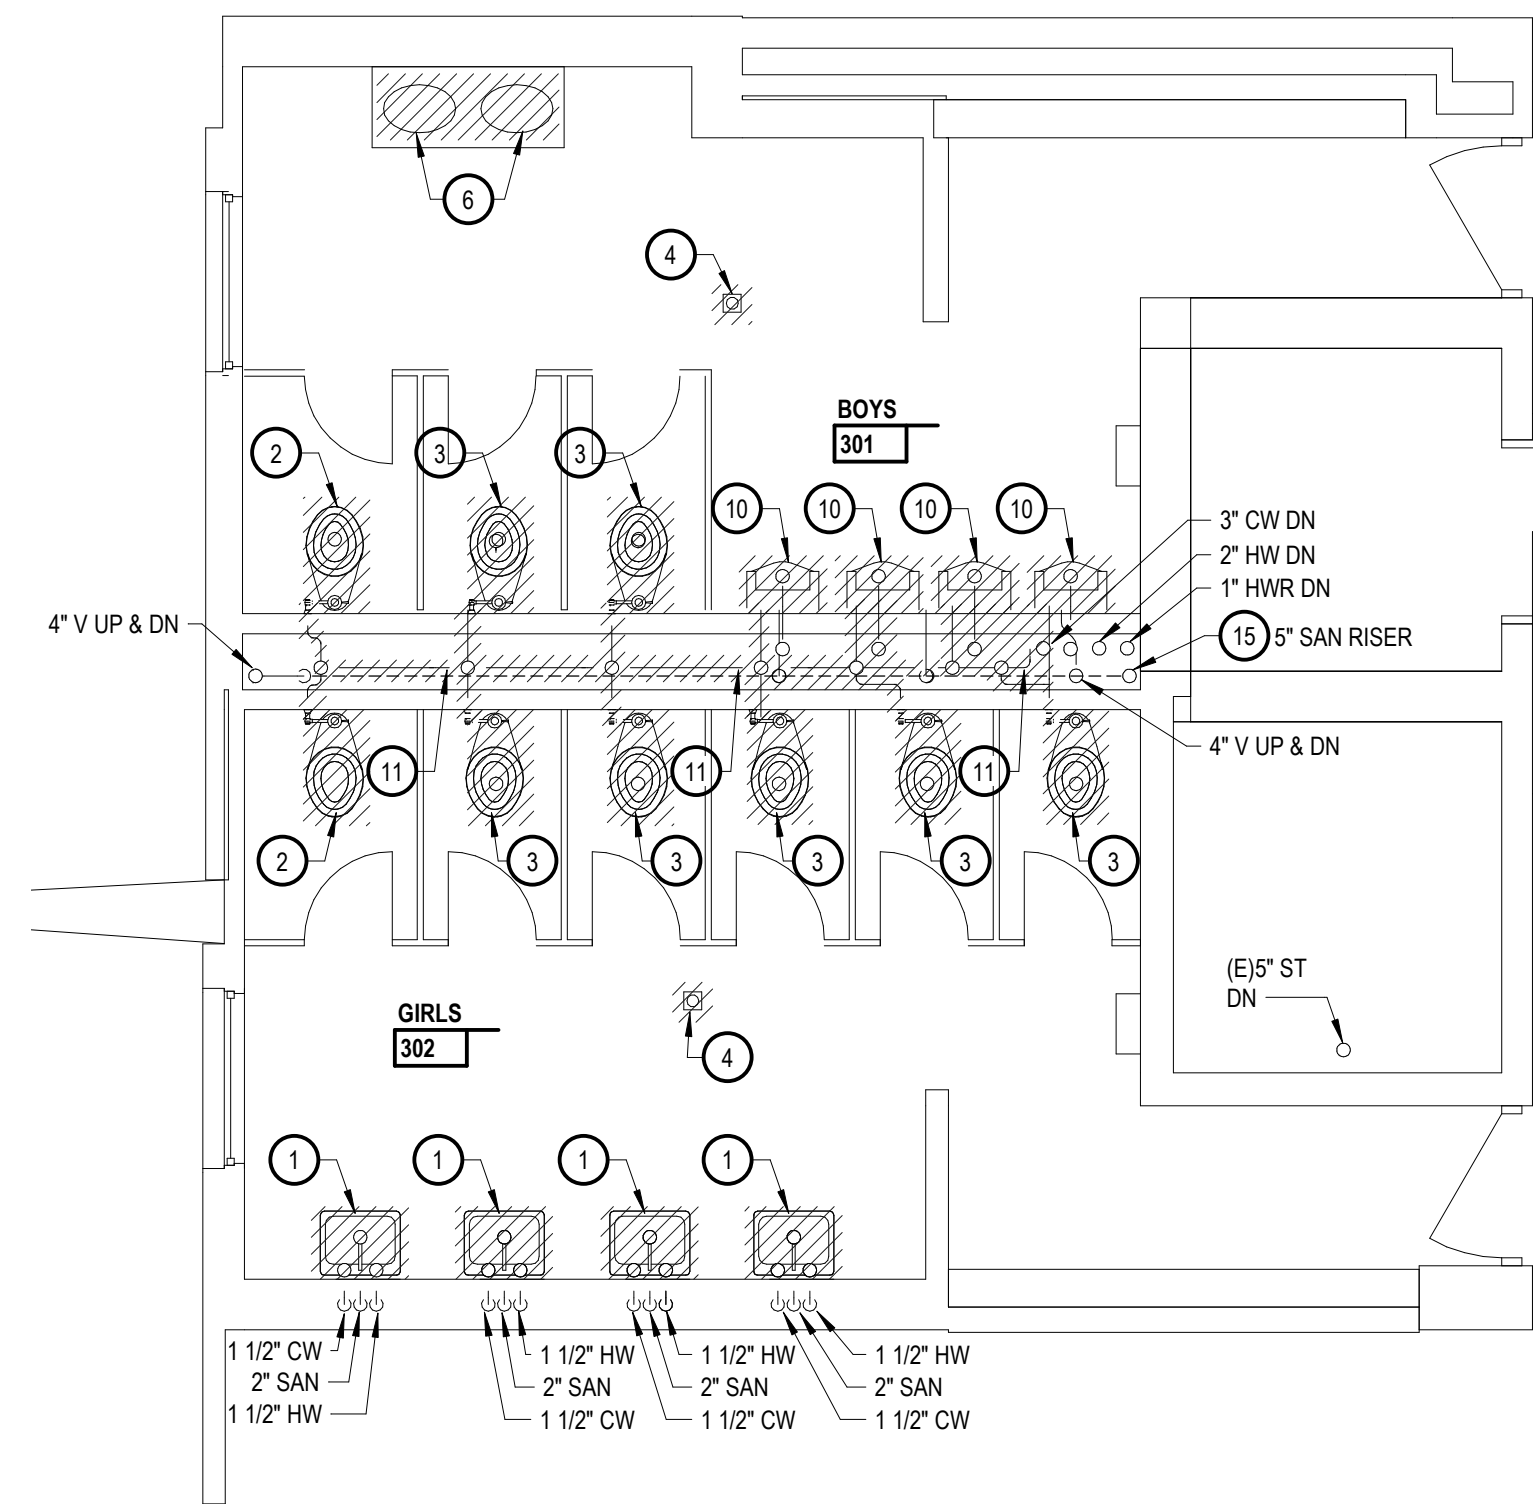 6
4
BOYS
301
2
3
3
10
10
10
10
3" CW DN
2" HW DN
1" HWR DN
15 5" SAN RISER
4" V UP & DN
4" V UP & DN
11
11
11
2
3
3
3
3
3
(E)5" ST
DN
GIRLS
302
4
1
1
1
1
1 1/2" CW
2" SAN
1 1/2" HW
1 1/2" HW
2" SAN
1 1/2" CW
1 1/2" HW
2" SAN
1 1/2" CW
1 1/2" HW
2" SAN
1 1/2" CW